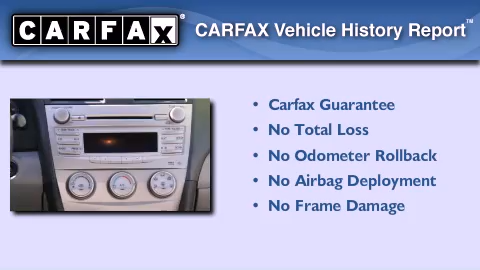 CARFAX®
CARFAX Vehicle History Report™
• Carfax Guarantee
• No Total Loss
• No Odometer Rollback
• No Airbag Deployment
• No Frame Damage